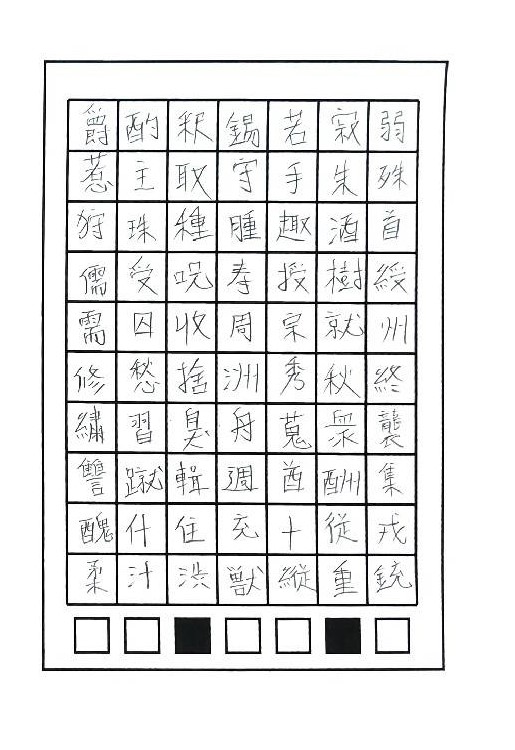 爵酌釈錫若寂弱
惹主取守手朱殊
狩珠種腫趣酒首
儒受呪寿授樹綬
需囚収周宗就州
修愁拾洲秀秋終
繍習臭舟蒐衆襲
讐蹴輯週酋酬集
醜什住充十従戎
柔汁渋獣縦重銃